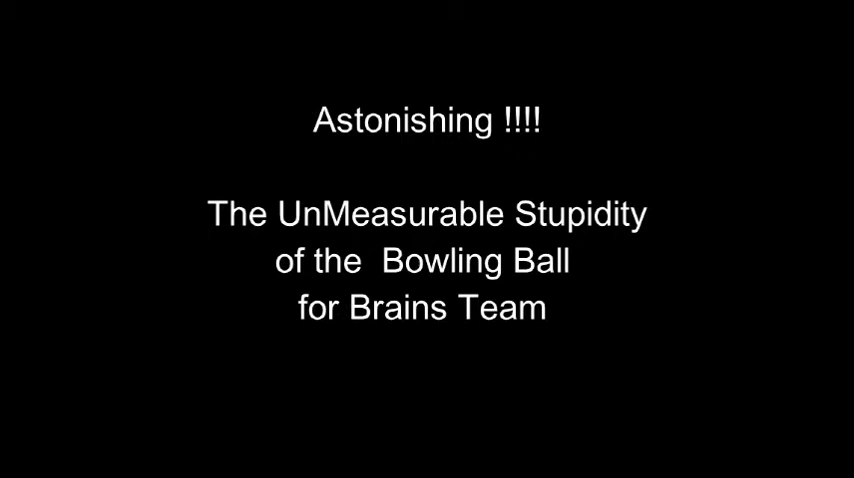 Astonishing !!!!
The UnMeasurable Stupidity
of the  Bowling Ball
for Brains Team